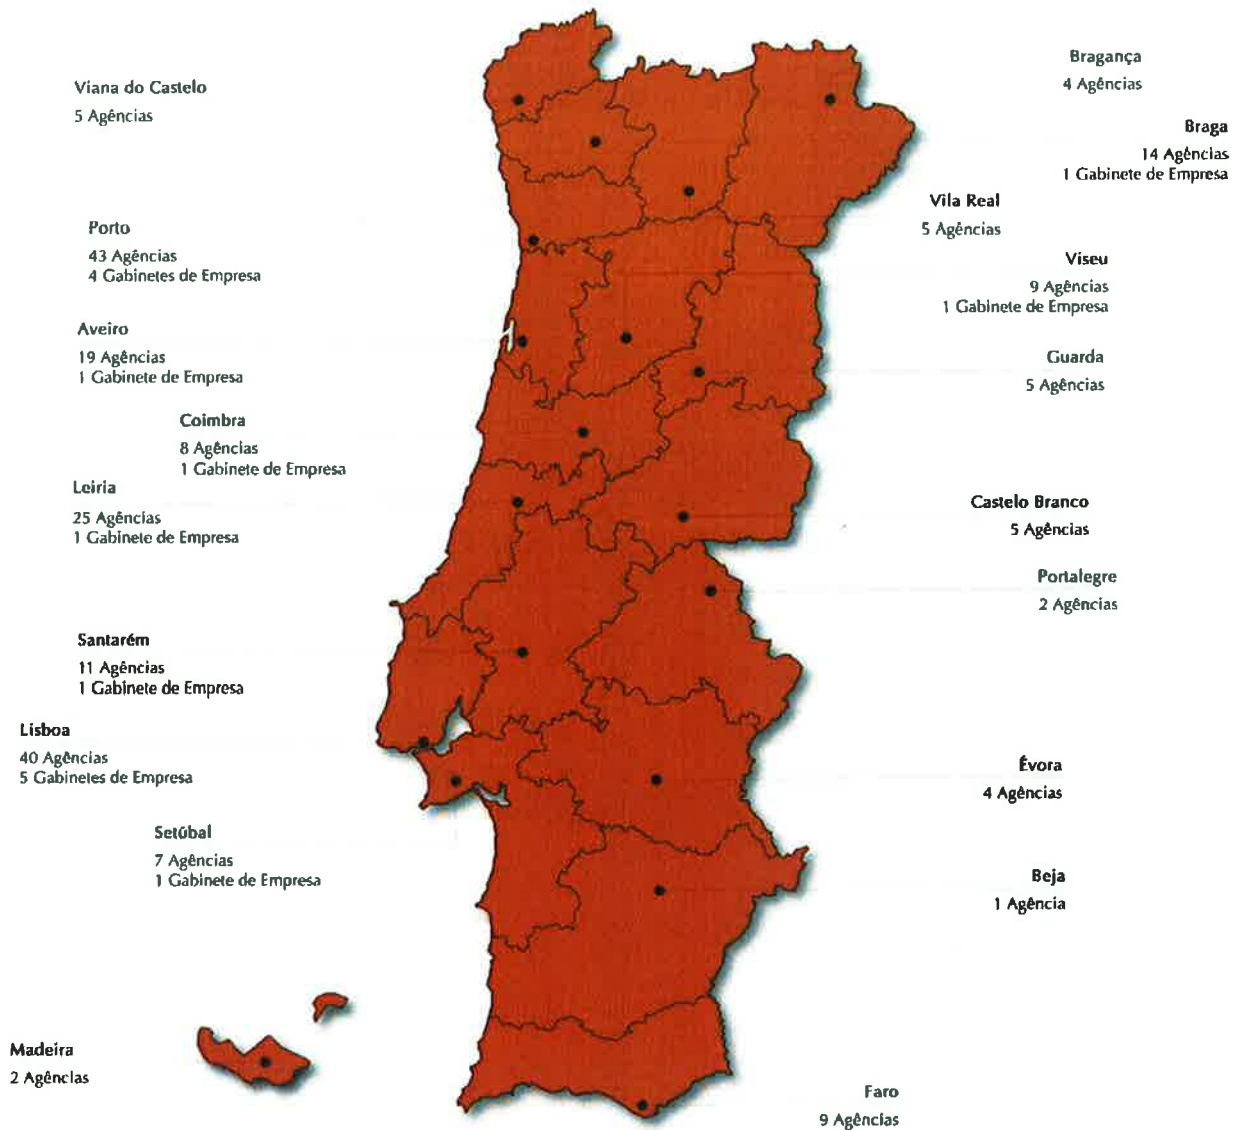 Viana do Castelo
5 Agências
Porto
43 Agências
4 Gabinetes de Empresa
Aveiro
19 Agências
1 Gabinete de Empresa
Coimbra
8 Agências
1 Gabinete de Empresa
Leiria
25 Agências
1 Gabinete de Empresa
Santarém
11 Agências
1 Gabinete de Empresa
Lisboa
40 Agências
5 Gabinetes de Empresa
Setúbal
7 Agências
1 Gabinete de Empresa
Madeira
2 Agências
Bragança
4 Agências
Braga
14 Agências
1 Gabinete de Empresa
Vila Real
5 Agências
Viseu
9 Agências
1 Gabinete de Empresa
Guarda
5 Agências
Castelo Branco
5 Agências
Portalegre
2 Agências
Évora
4 Agências
Beja
1 Agência
Faro
9 Agências